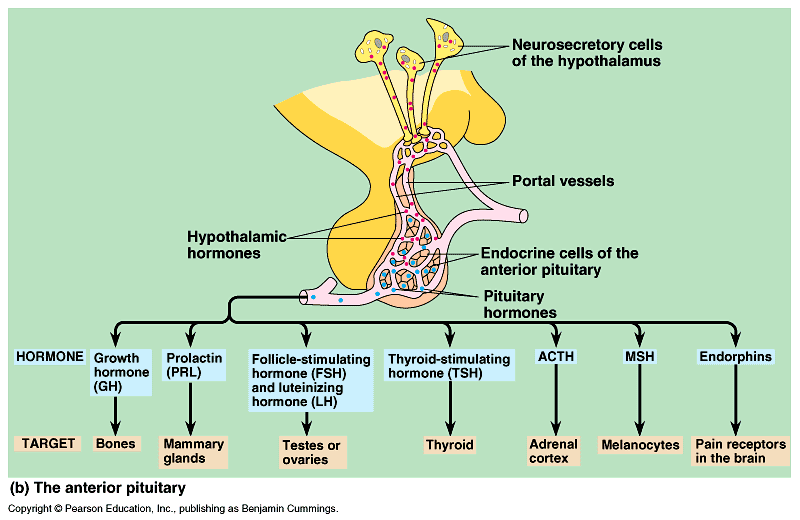 Neurosecretory cells
of the hypothalamus
Portal vessels
Hypothalamic
hormones
Endocrine cells of the
anterior pituitary
Pituitary
hormones
HORMONE
Growth
hormone
(GH)
Prolactin
(PRL)
Follicle-stimulating
hormone (FSH)
and luteinizing
hormone (LH)
Thyroid-stimulating
hormone (TSH)
ACTH
MSH
Endorphins
TARGET
Bones
Mammary
glands
Testes or
ovaries
Thyroid
Adrenal
cortex
Melanocytes
Pain receptors
in the brain
(b) The anterior pituitary
Copyright © Pearson Education, Inc., publishing as Benjamin Cummings.